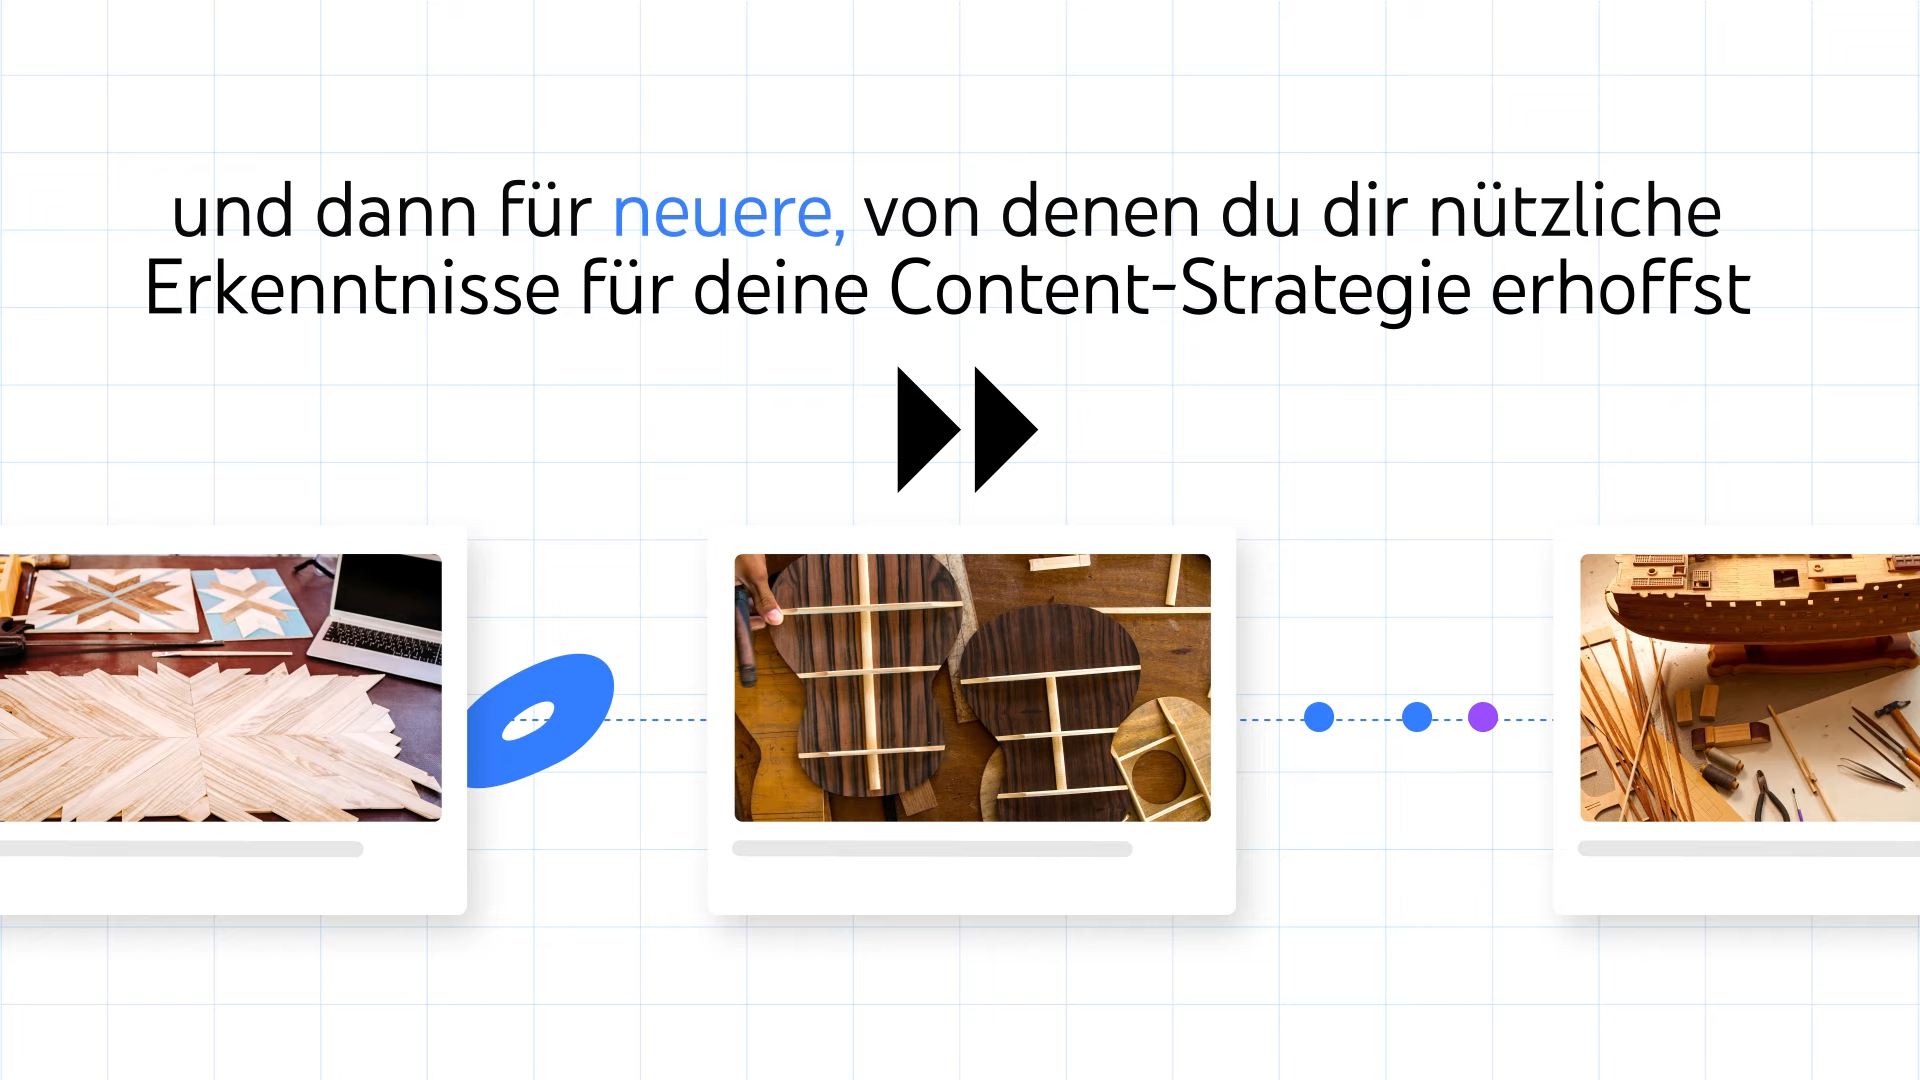 und dann für neuere, von denen du dir nützliche
Erkenntnisse für deine Content-Strategie erhoffst